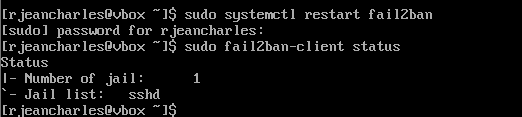 [rjeancharles@vbox ~]$ sudo systemctl restart fail2ban
[sudo] password for rjeancharles:
[rjeancharles@vbox ~]$ sudo fail2ban-client status
Status
|- Number of jail:      1
`- Jail list:   sshd
[rjeancharles@vbox ~]$